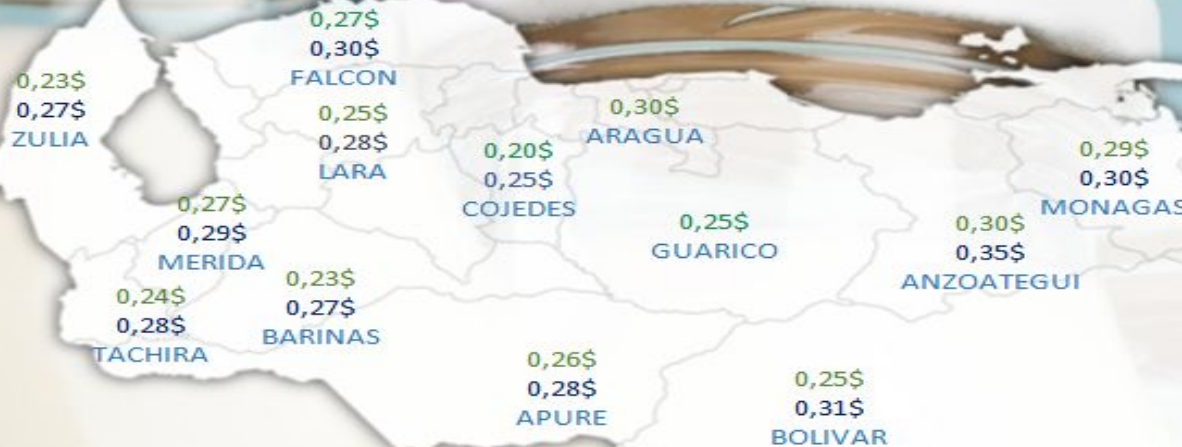 0,27$
0,30$
FALCON
0,23$
0,27$
ZULIA
0,25$
0,28$
LARA
0,30$
ARAGUA
0,20$
0,25$
COJEDES
0,29$
0,30$
MONAGAS
0,27$
0,29$
MERIDA
0,25$
GUARICO
0,30$
0,35$
ANZOATEGUI
0,24$
0,28$
TACHIRA
0,23$
0,27$
BARINAS
0,26$
0,28$
APURE
0,25$
0,31$
BOLIVAR